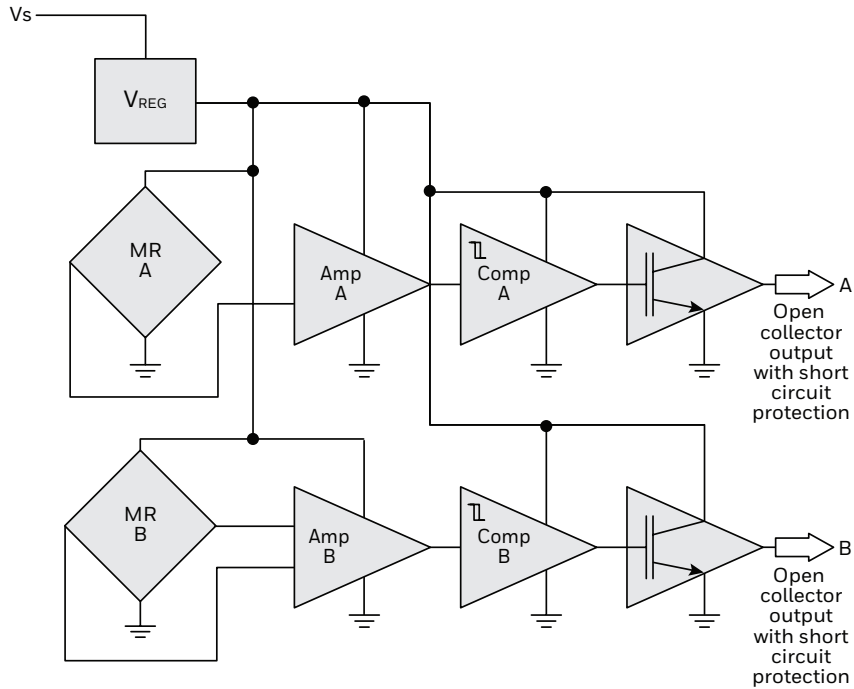 Vs
VREG
MR
A
Amp
A
Comp
A
A
Open
collector
output
with short
circuit
protection
MR
B
Amp
B
Comp
B
B
Open
collector
output
with short
circuit
protection